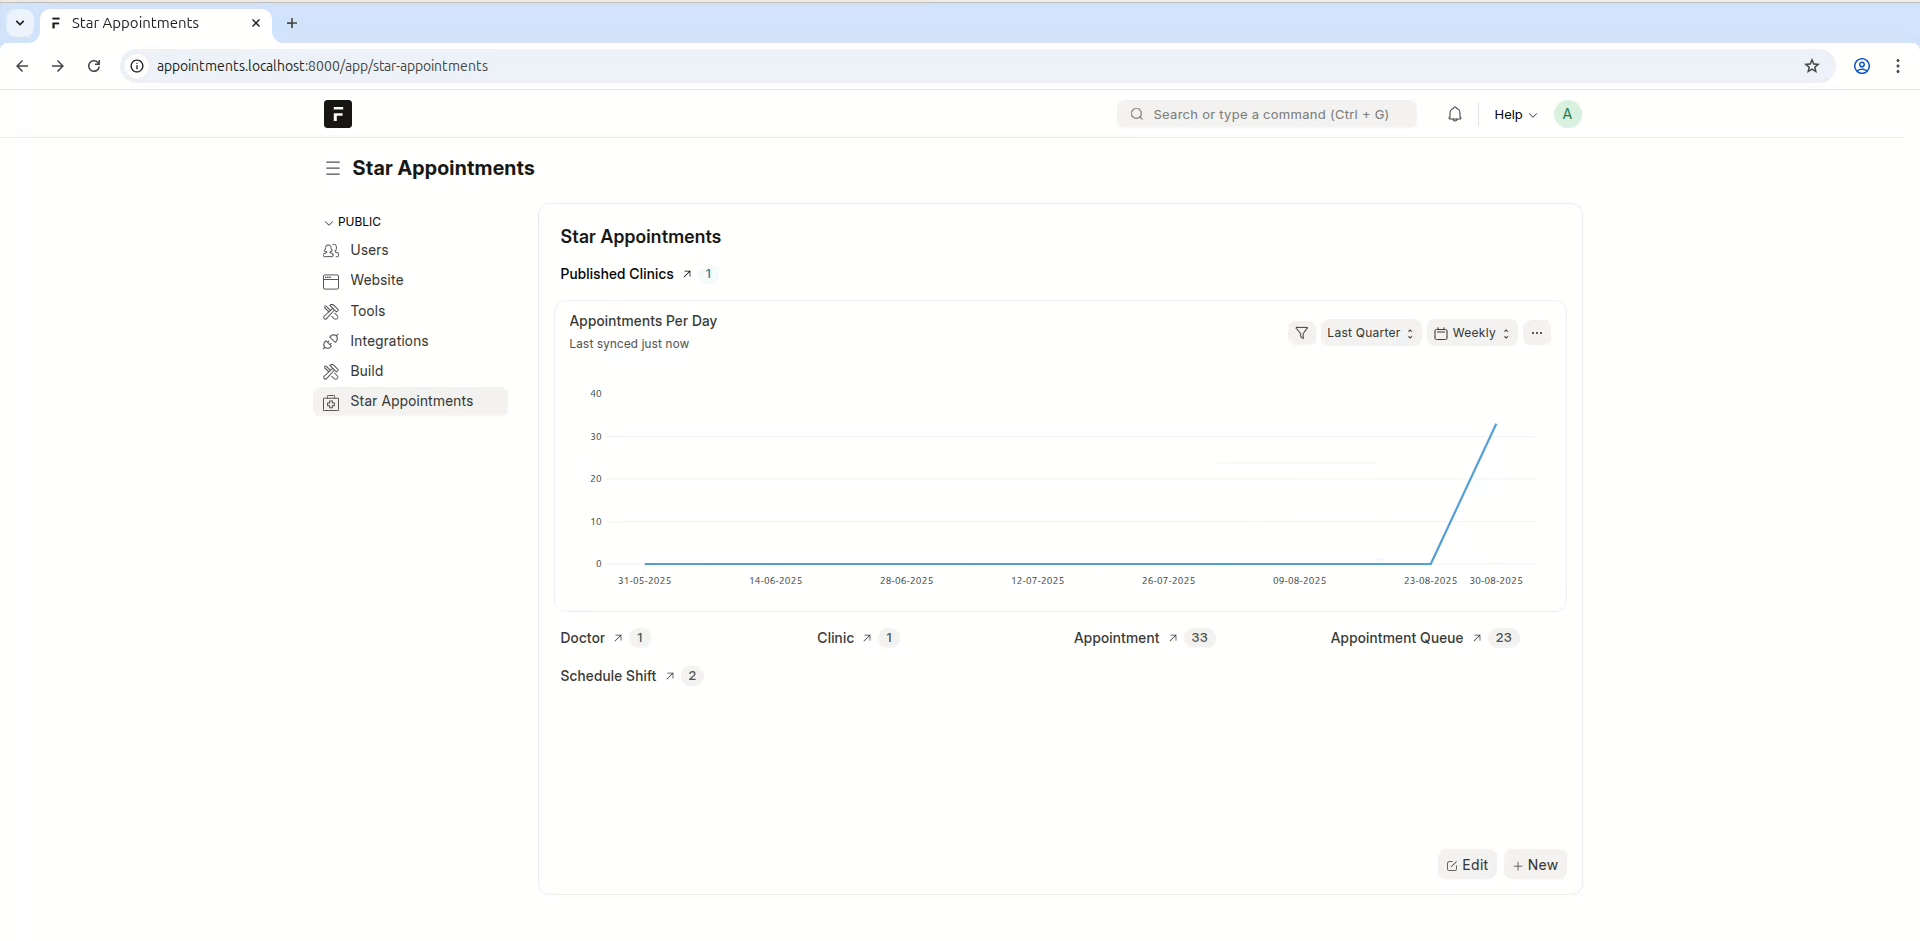 Star Appointments
appointments.localhost:8000/app/star-appointments
Search or type a command (Ctrl + G)
Help
A
Star Appointments
PUBLIC
Users
Website
Tools
Integrations
Build
Star Appointments
Star Appointments
Published Clinics 1
Appointments Per Day
Last synced just now
Last Quarter
Weekly
40
30
20
10
0
31-05-2025 14-06-2025 28-06-2025 12-07-2025 26-07-2025 09-08-2025 23-08-2025 30-08-2025
Doctor 1 Clinic 1 Appointment 33 Appointment Queue 23
Schedule Shift 2
Edit + New